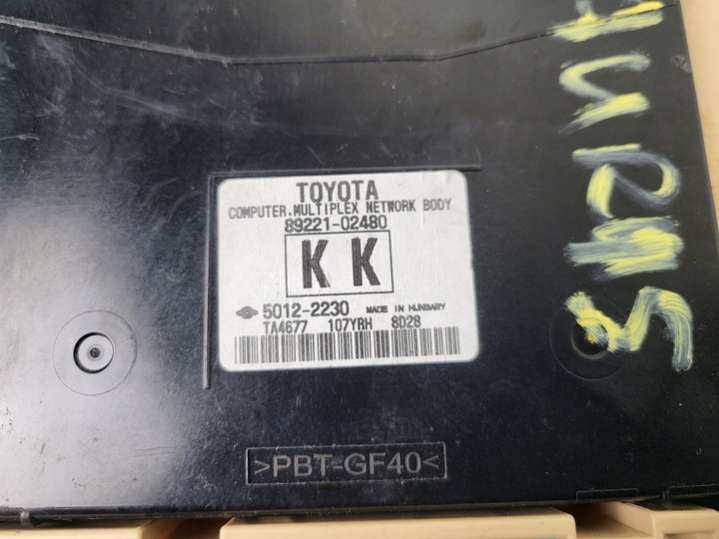 TOYOTA
COMPUTER.MULTIPLEX NETWORK BODY
89221-02480
K K
5012-2230 MADE IN HUNGARY
TA4677 107YRH 8D28
>PBT-GF40<